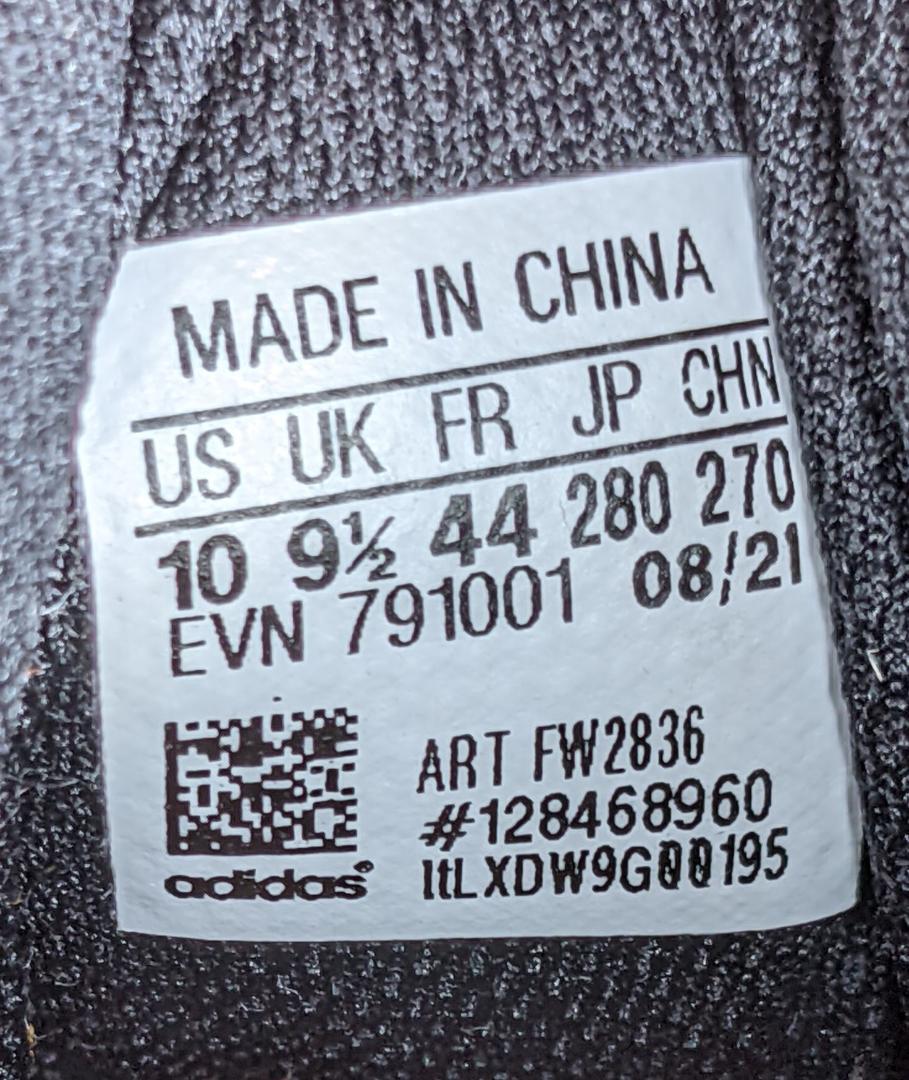 MADE IN CHINA
US UK FR JP CHN
10 9½ 44 280 270
EVN 791001 08/21
ART FW2836
#128468960
ItLXDW9G00195
adidas®